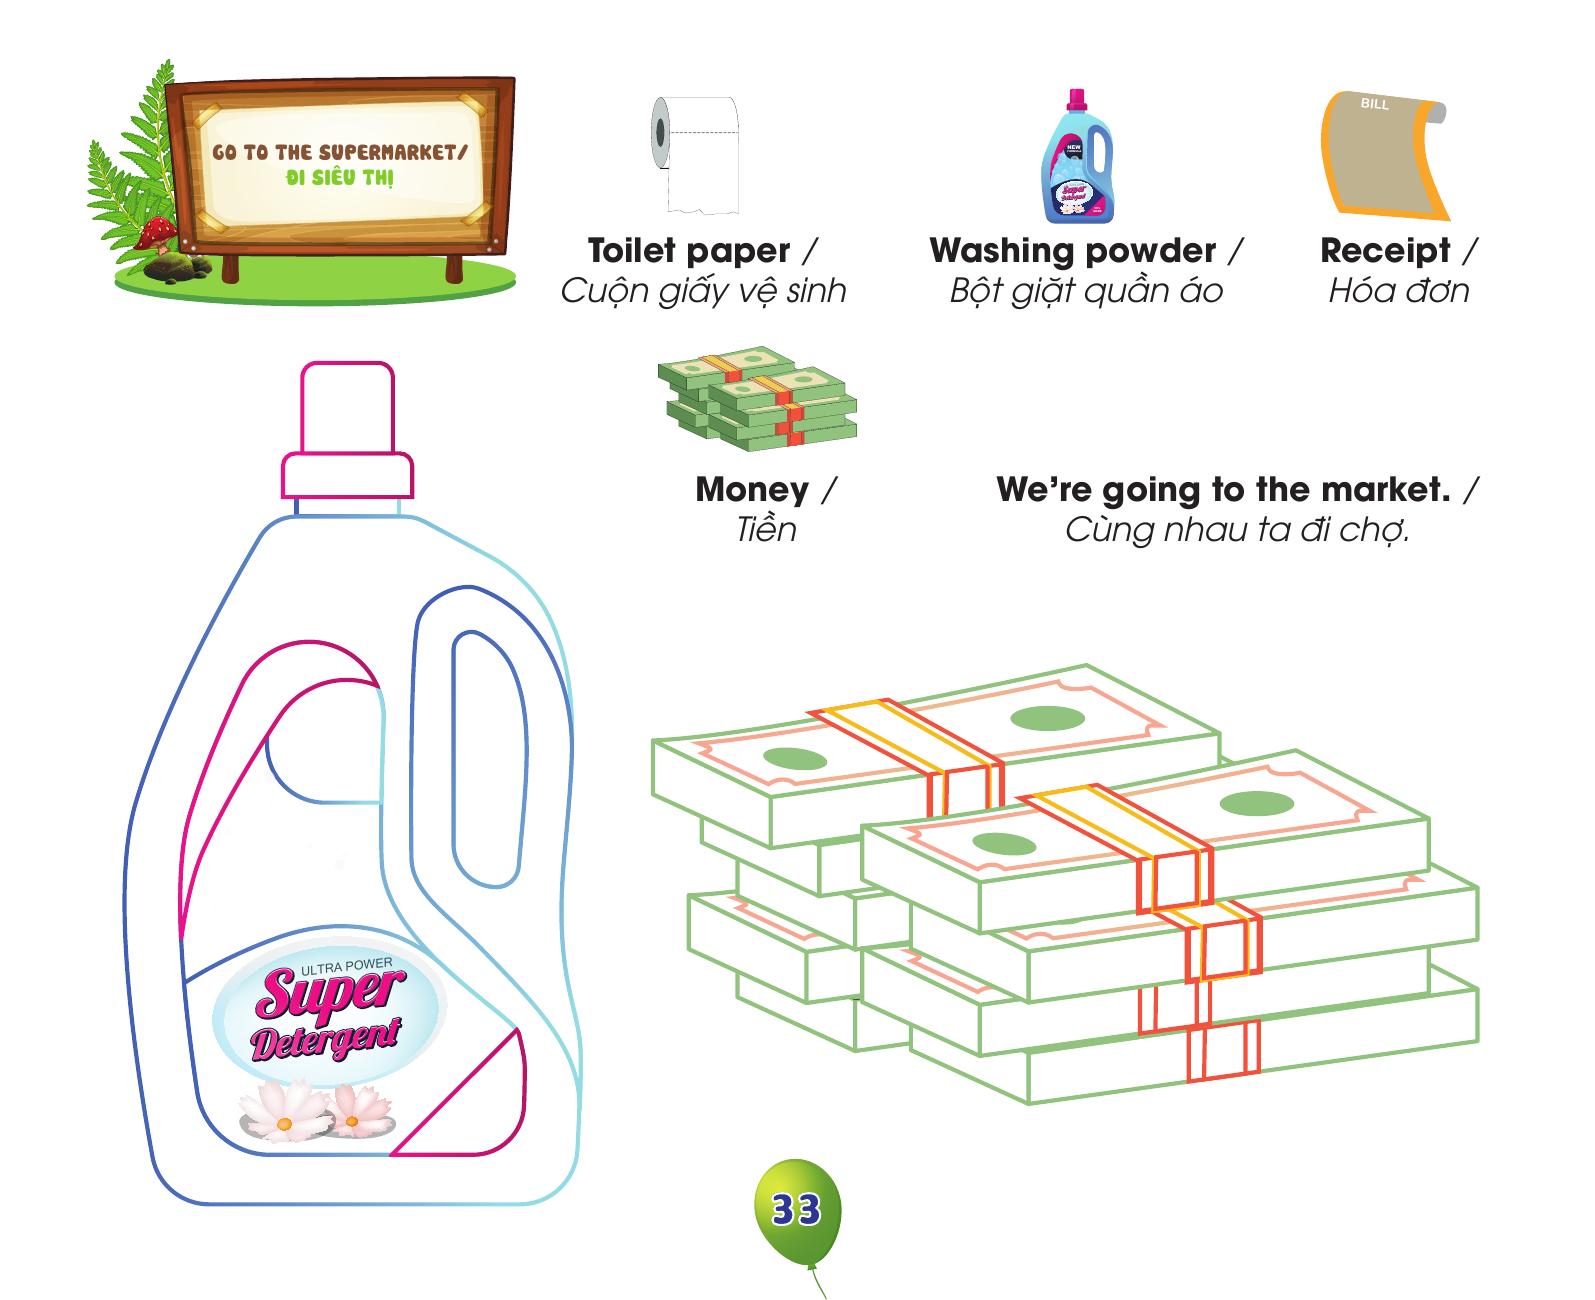 GO TO THE SUPERMARKET/
ĐI SIÊU THỊ
BILL
NEW
Super
Detergent
Toilet paper /
Cuộn giấy vệ sinh
Washing powder /
Bột giặt quần áo
Receipt /
Hóa đơn
Money /
Tiền
We're going to the market. /
Cùng nhau ta đi chợ.
ULTRA POWER
Super
Detergent
33